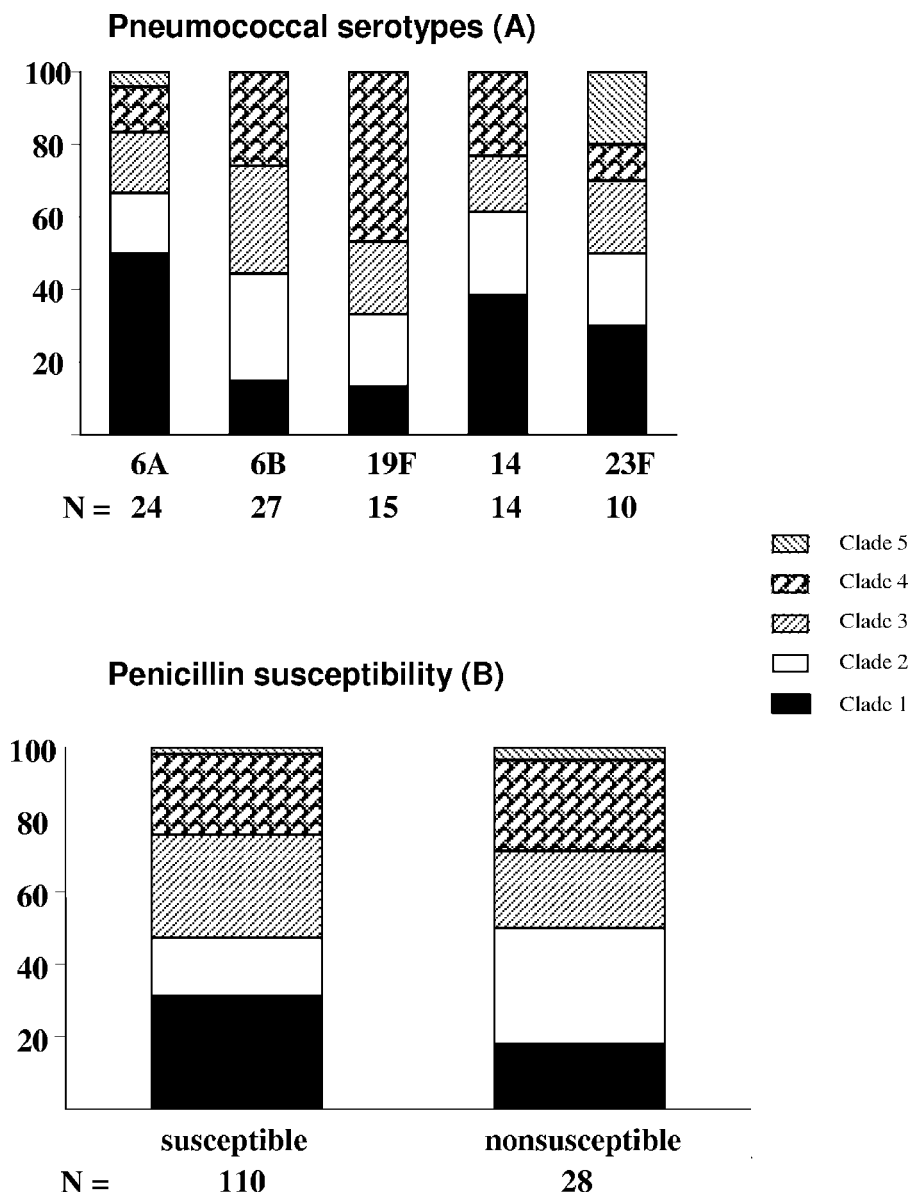 Pneumococcal serotypes (A)
100
80
60
40
20
6A 6B 19F 14 23F
N = 24 27 15 14 10
Clade 5
Clade 4
Clade 3
Clade 2
Clade 1
Penicillin susceptibility (B)
100
80
60
40
20
susceptible nonsusceptible
N = 110 28